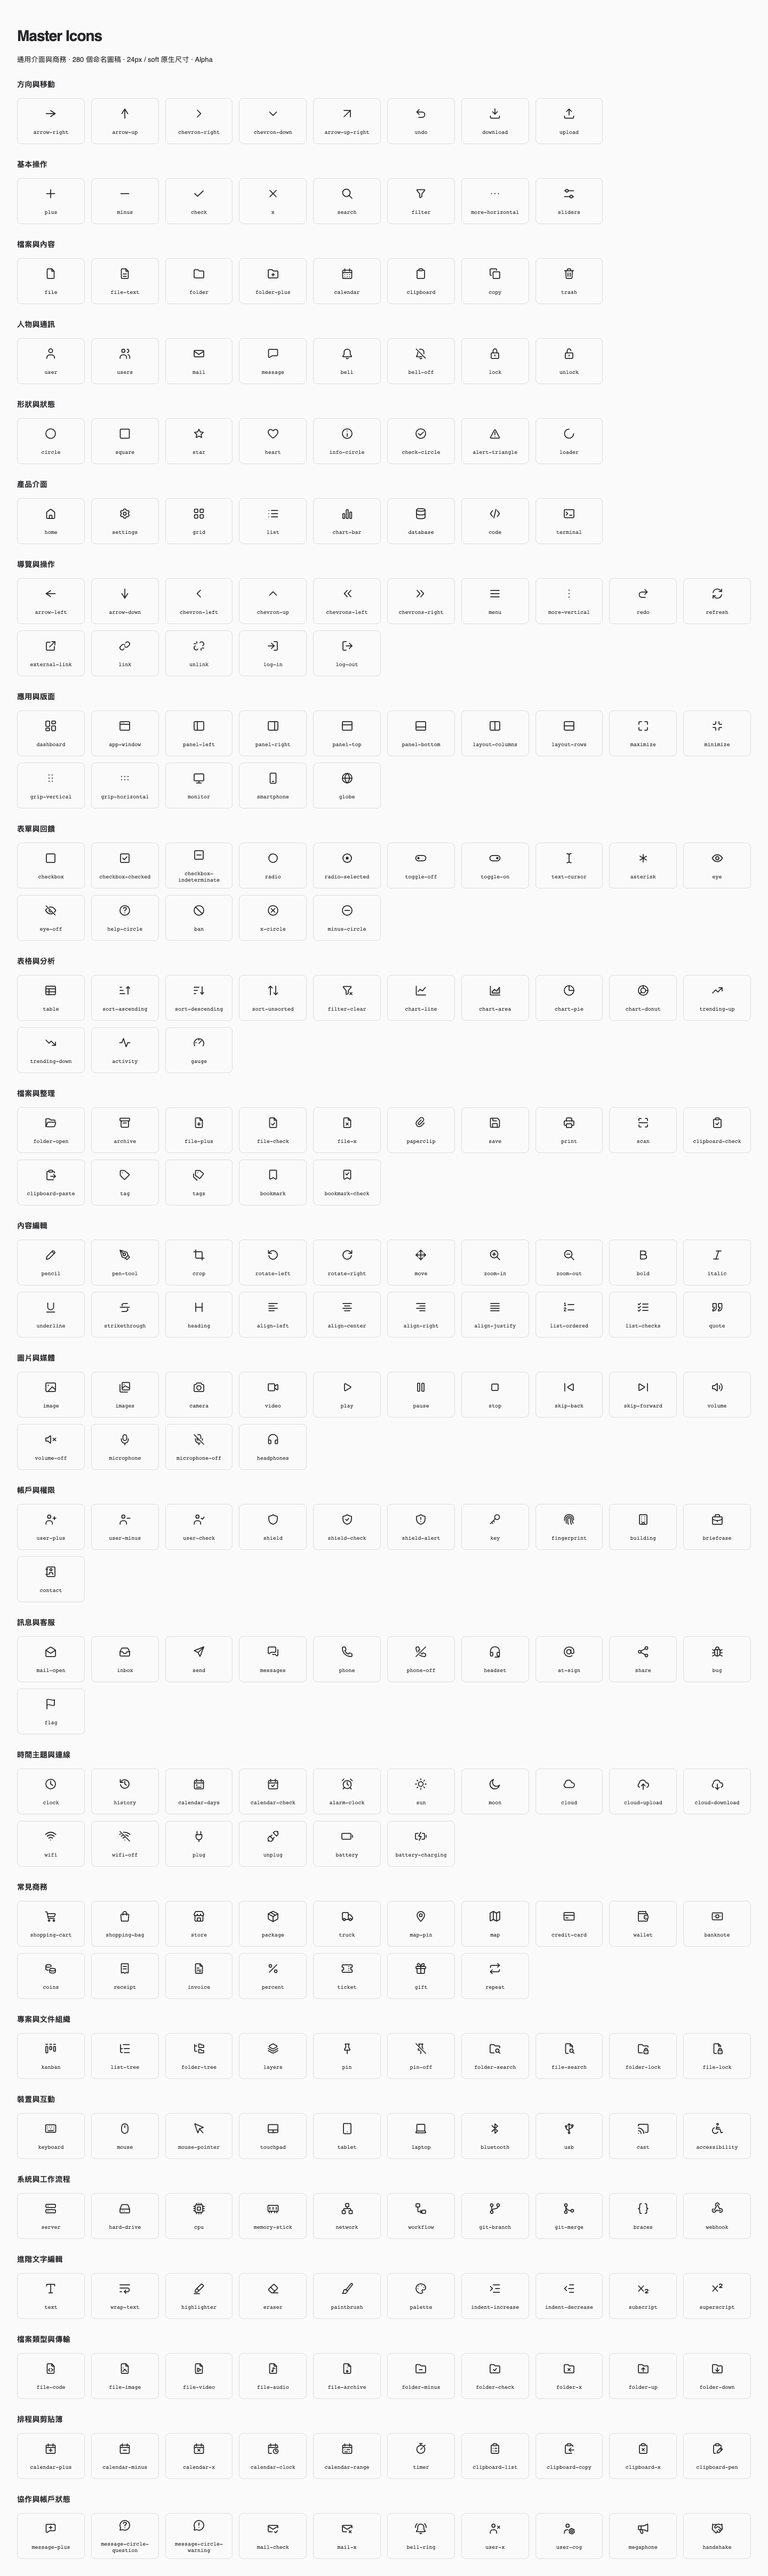 Master Icons
通用介面與商務 · 280 個命名圖稿 · 24px / soft 原生尺寸 · Alpha
方向與移動
arrow-right arrow-up chevron-right chevron-down arrow-up-right undo download upload
基本操作
plus minus check x search filter more-horizontal sliders
檔案與內容
file file-text folder folder-plus calendar clipboard copy trash
人物與通訊
user users mail message bell bell-off lock unlock
形狀與狀態
circle square star heart info-circle check-circle alert-triangle loader
產品介面
home settings grid list chart-bar database code terminal
導覽與操作
arrow-left arrow-down chevron-left chevron-up chevrons-left chevrons-right menu more-vertical redo refresh
external-link link unlink log-in log-out
應用與版面
dashboard app-window panel-left panel-right panel-top panel-bottom layout-columns layout-rows maximize minimize
grip-vertical grip-horizontal monitor smartphone globe
表單與回饋
checkbox checkbox-checked checkbox-indeterminate radio radio-selected toggle-off toggle-on text-cursor asterisk eye
eye-off help-circle ban x-circle minus-circle
表格與分析
table sort-ascending sort-descending sort-unsorted filter-clear chart-line chart-area chart-pie chart-donut trending-up
trending-down activity gauge
檔案與整理
folder-open archive file-plus file-check file-x paperclip save print scan clipboard-check
clipboard-paste tag tags bookmark bookmark-check
內容編輯
pencil pen-tool crop rotate-left rotate-right move zoom-in zoom-out bold italic
underline strikethrough heading align-left align-center align-right align-justify list-ordered list-checks quote
圖片與媒體
image images camera video play pause stop skip-back skip-forward volume
volume-off microphone microphone-off headphones
帳戶與權限
user-plus user-minus user-check shield shield-check shield-alert key fingerprint building briefcase
contact
訊息與客服
mail-open inbox send messages phone phone-off headset at-sign share bug
flag
時間主題與連線
clock history calendar-days calendar-check alarm-clock sun moon cloud cloud-upload cloud-download
wifi wifi-off plug unplug battery battery-charging
常見商務
shopping-cart shopping-bag store package truck map-pin map credit-card wallet banknote
coins receipt invoice percent ticket gift repeat
專案與文件組織
kanban list-tree folder-tree layers pin pin-off folder-search file-search folder-lock file-lock
裝置與互動
keyboard mouse mouse-pointer touchpad tablet laptop bluetooth usb cast accessibility
系統與工作流程
server hard-drive cpu memory-stick network workflow git-branch git-merge braces webhook
進階文字編輯
text wrap-text highlighter eraser paintbrush palette indent-increase indent-decrease subscript superscript
檔案類型與傳輸
file-code file-image file-video file-audio file-archive folder-minus folder-check folder-x folder-up folder-down
排程與剪貼簿
calendar-plus calendar-minus calendar-x calendar-clock calendar-range timer clipboard-list clipboard-copy clipboard-x clipboard-pen
協作與帳戶狀態
message-plus message-circle-question message-circle-warning mail-check mail-x bell-ring user-x user-cog megaphone handshake